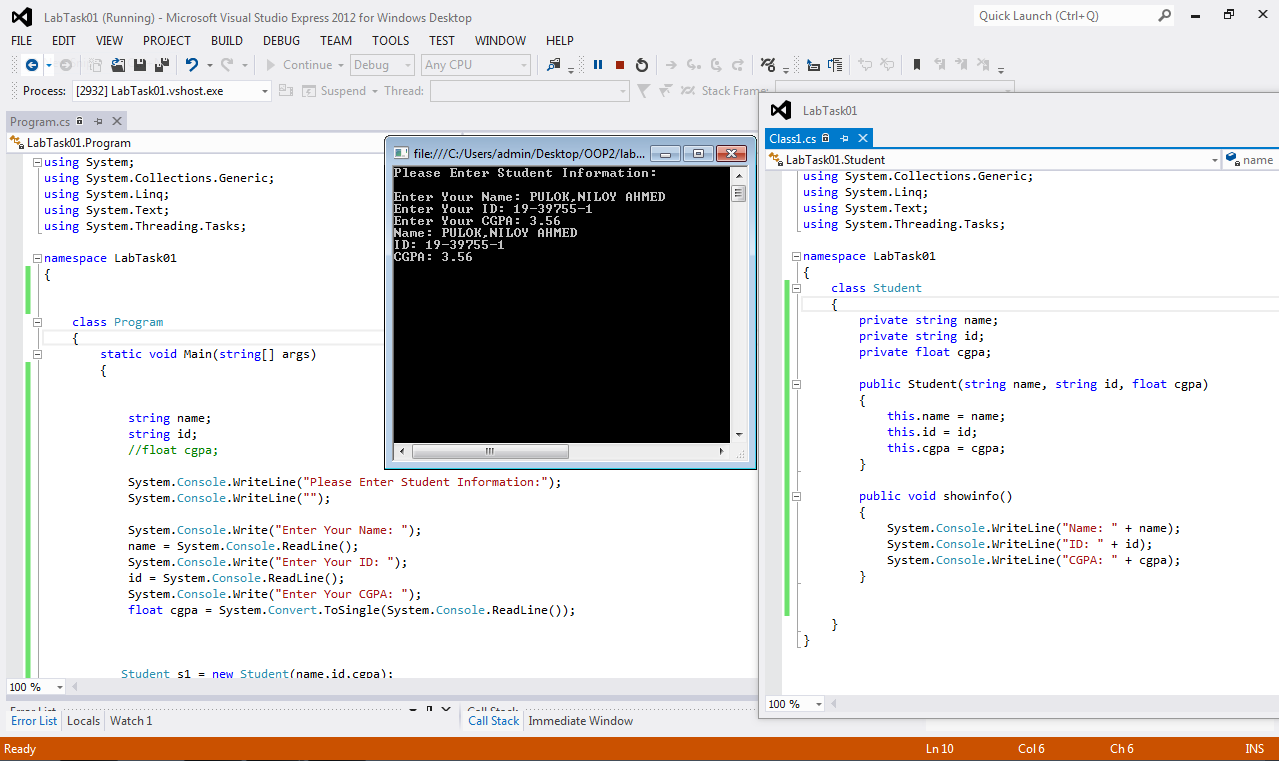 LabTask01 (Running) - Microsoft Visual Studio Express 2012 for Windows Desktop
Quick Launch (Ctrl+Q)
FILE EDIT VIEW PROJECT BUILD DEBUG TEAM TOOLS TEST WINDOW HELP
Continue Debug Any CPU
Process: [2932] LabTask01.vshost.exe Suspend Thread: Stack Frame:
Program.cs
LabTask01.Program
using System;
using System.Collections.Generic;
using System.Linq;
using System.Text;
using System.Threading.Tasks;
namespace LabTask01
{
class Program
{
static void Main(string[] args)
{
string name;
string id;
//float cgpa;
System.Console.WriteLine("Please Enter Student Information:");
System.Console.WriteLine("");
System.Console.Write("Enter Your Name: ");
name = System.Console.ReadLine();
System.Console.Write("Enter Your ID: ");
id = System.Console.ReadLine();
System.Console.Write("Enter Your CGPA: ");
float cgpa = System.Convert.ToSingle(System.Console.ReadLine());
Student s1 = new Student(name,id,cgpa);
100 %
file:///C:/Users/admin/Desktop/OOP2/lab...
Please Enter Student Information:
Enter Your Name: PULOK,NILOY AHMED
Enter Your ID: 19-39755-1
Enter Your CGPA: 3.56
Name: PULOK,NILOY AHMED
ID: 19-39755-1
CGPA: 3.56
LabTask01
Class1.cs
LabTask01.Student name
using System.Collections.Generic;
using System.Linq;
using System.Text;
using System.Threading.Tasks;
namespace LabTask01
{
class Student
{
private string name;
private string id;
private float cgpa;
public Student(string name, string id, float cgpa)
{
this.name = name;
this.id = id;
this.cgpa = cgpa;
}
public void showinfo()
{
System.Console.WriteLine("Name: " + name);
System.Console.WriteLine("ID: " + id);
System.Console.WriteLine("CGPA: " + cgpa);
}
}
}
100 %
Error List Call Stack
Error List Locals Watch 1 Call Stack Immediate Window
Ready Ln 10 Col 6 Ch 6 INS